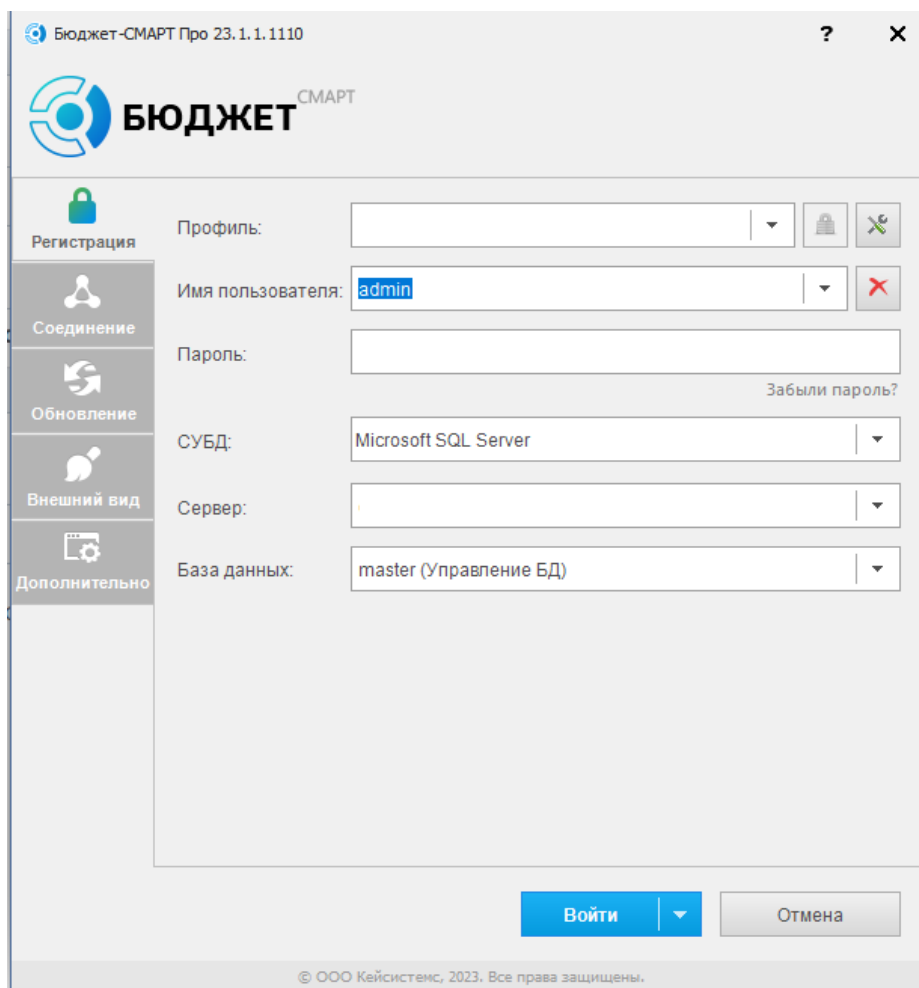 Бюджет-СМАРТ Про 23.1.1.1110
?
БЮДЖЕТ СМАРТ
Регистрация
Соединение
Обновление
Внешний вид
Дополнительно
Профиль:
Имя пользователя: admin
Пароль:
Забыли пароль?
СУБД: Microsoft SQL Server
Сервер:
База данных: master (Управление БД)
Войти
Отмена
© ООО Кейсистемс, 2023. Все права защищены.